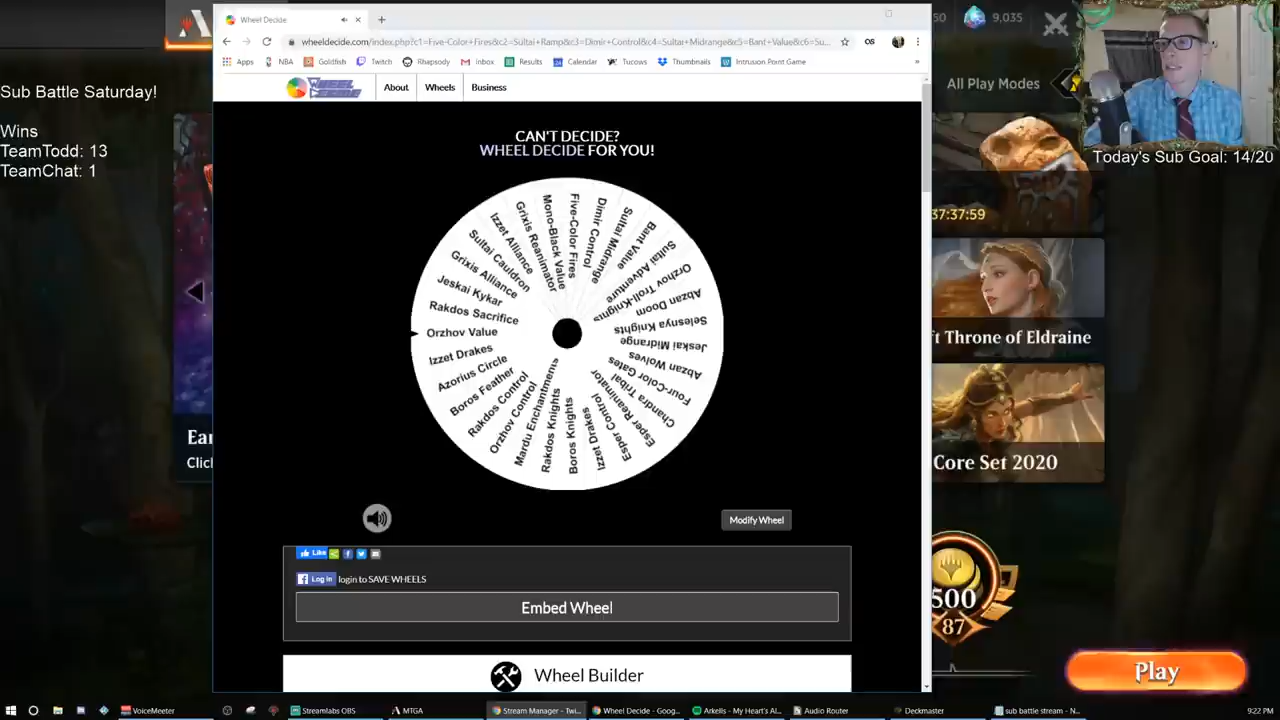 Wheel Decide
wheeldecide.com/index.php?c1=Five-Color+Fires&c2=Sultai+Ramp&c3=Dimir+Control&c4=Sultai+Midrange&c5=Bant+Value&c6=Su...
Apps
NBA
Goldfish
Twitch
Rhapsody
Inbox
Results
Calendar
Tucows
Thumbnails
Intrusion Point Game
About
Wheels
Business
50
9,035
All Play Modes
Sub Battle Saturday!
Wins
TeamTodd: 13
TeamChat: 1
Today's Sub Goal: 14/20
37:37:59
CAN'T DECIDE?
WHEEL DECIDE FOR YOU!
Five-Color Fires
Dimir Control
Sultai Midrange
Bant Value
Sultai Adventure
Orzhov Troll-Knights
Abzan Doom
Selesnya Knights
Jeskai Midrange
Abzan Wolves
Four-Color Gates
Chandra Tribal
Esper Reanimator
Esper Control
Izzet Drakes
Boros Knights
Rakdos Knights
Mardu Enchantments
Orzhov Control
Rakdos Control
Boros Feather
Azorius Circle
Izzet Drakes
Orzhov Value
Rakdos Sacrifice
Jeskai Kykar
Grixis Alliance
Sultai Cauldron
Izzet Alliance
Grixis Reanimator
Mono-Black Value
ft Throne of Eldraine
Core Set 2020
Ear
Clic
Modify Wheel
Like
Log in
login to SAVE WHEELS
Embed Wheel
Wheel Builder
500
87
Play
VoiceMeeter
Streamlabs OBS
MTGA
Stream Manager - Twi...
Wheel Decide - Goog...
Arkells - My Heart's Al...
Audio Router
Deckmaster
sub battle stream - N...
9:22 PM